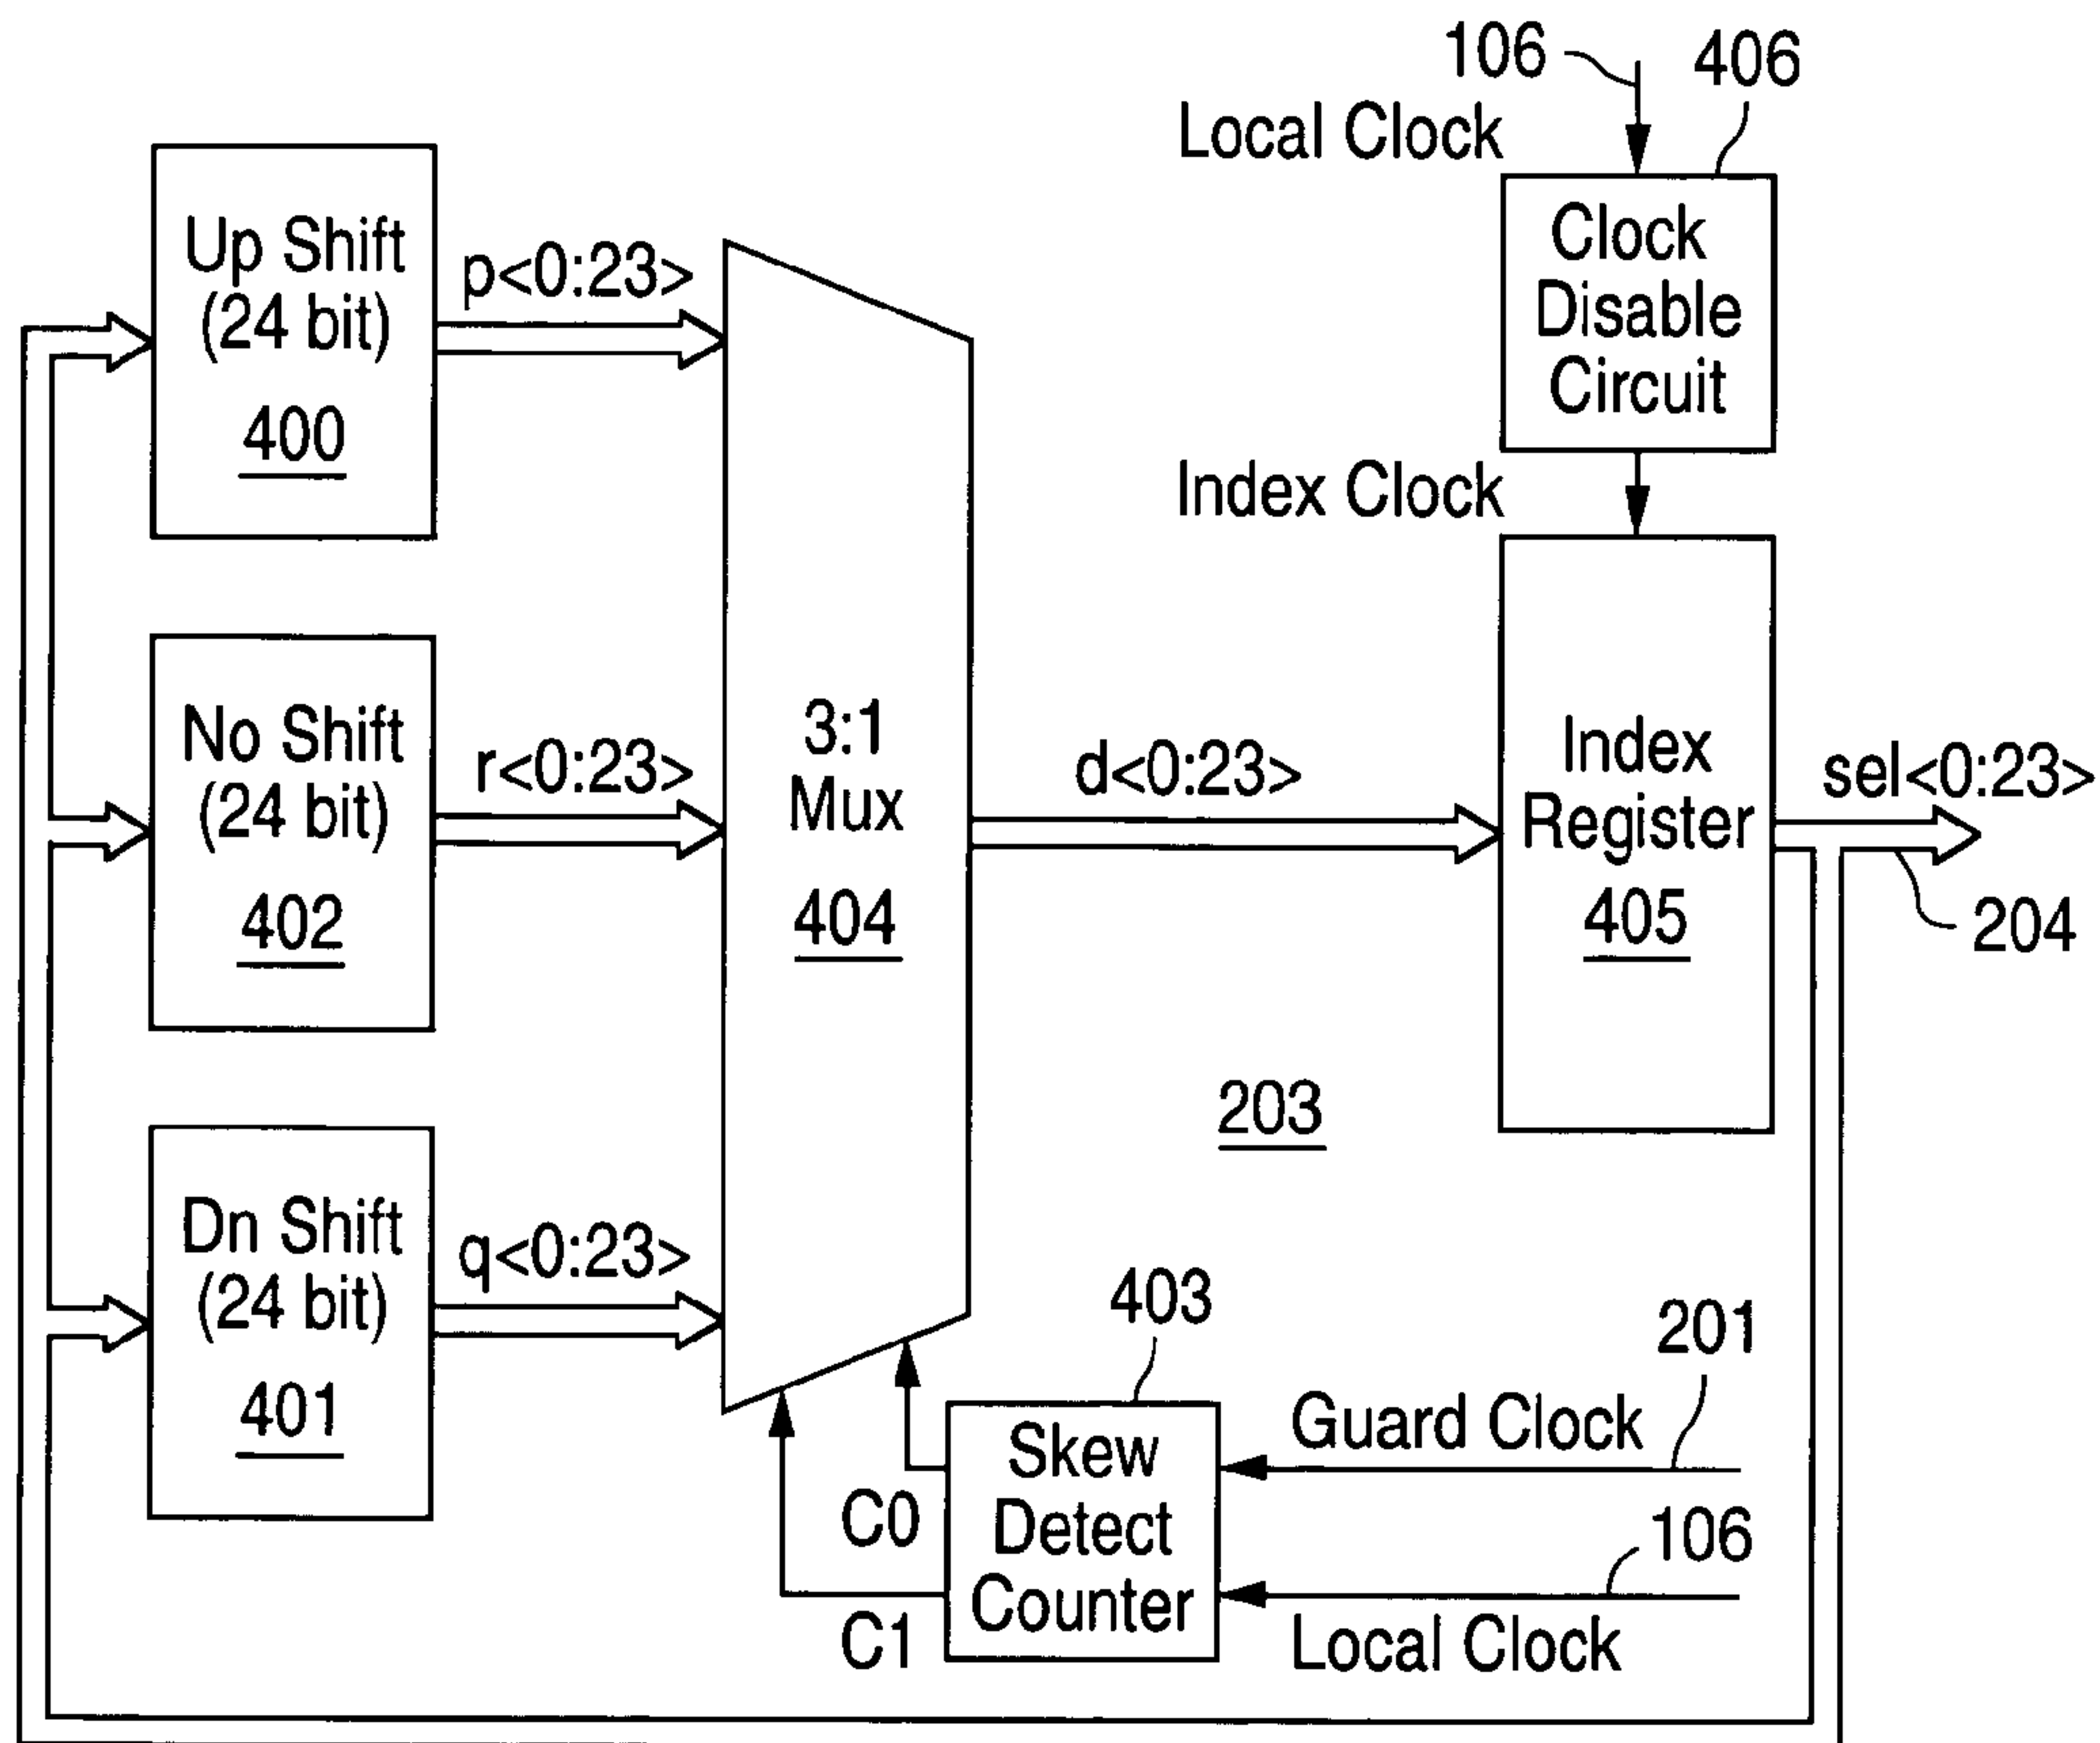 106
406
Local Clock
Clock
Disable
Circuit
Index Clock
Up Shift
(24 bit)
400
p<0:23>
No Shift
(24 bit)
402
r<0:23>
Dn Shift
(24 bit)
401
q<0:23>
3:1
Mux
404
d<0:23>
Index
Register
405
sel<0:23>
204
203
403
201
Skew
Detect
Counter
Guard Clock
106
Local Clock
C0
C1